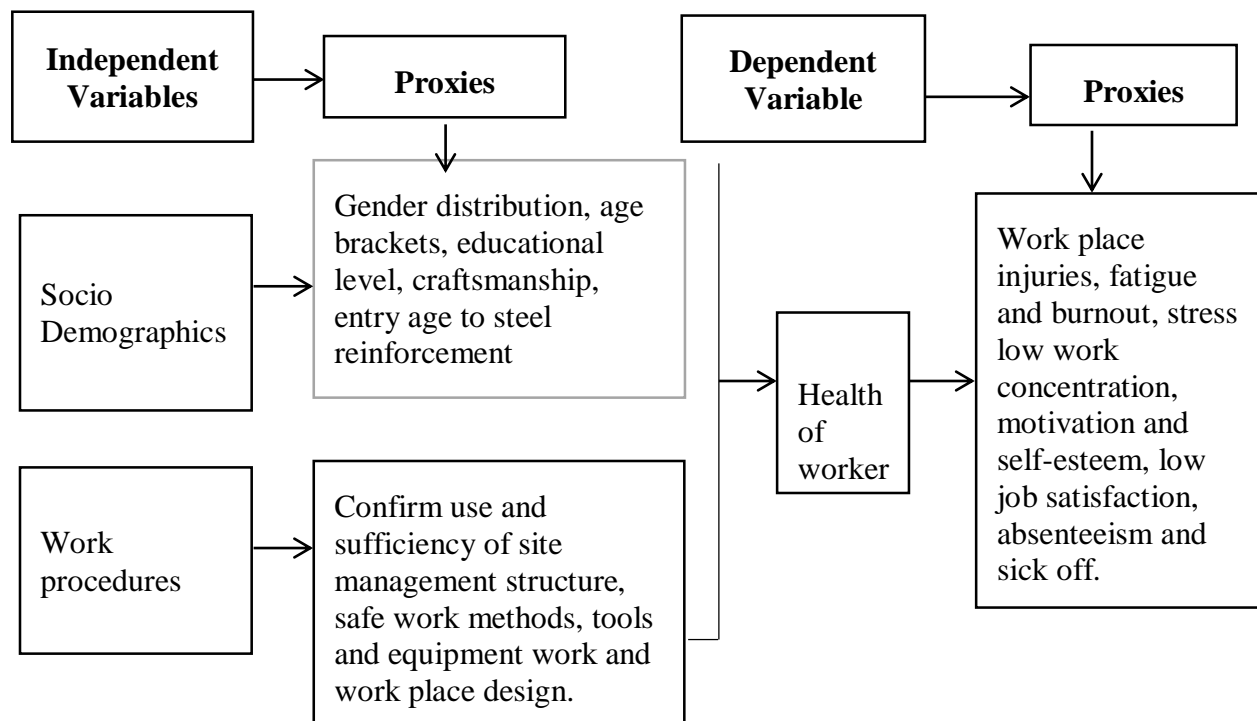 Independent
Variables
Proxies
Dependent
Variable
Proxies
Socio
Demographics
Gender distribution, age
brackets, educational
level, craftsmanship,
entry age to steel
reinforcement
Work
procedures
Confirm use and
sufficiency of site
management structure,
safe work methods, tools
and equipment work and
work place design.
Health
of
worker
Work place
injuries, fatigue
and burnout, stress
low work
concentration,
motivation and
self-esteem, low
job satisfaction,
absenteeism and
sick off.